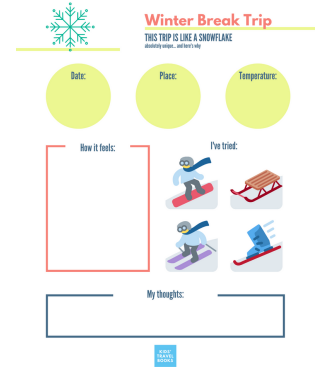 Winter Break Trip
THIS TRIP IS LIKE A SNOWFLAKE
absolutely unique... and here's why
Date:
Place:
Temperature:
How it feels:
I've tried:
My thoughts:
KIDS
TRAVEL
BOOKS